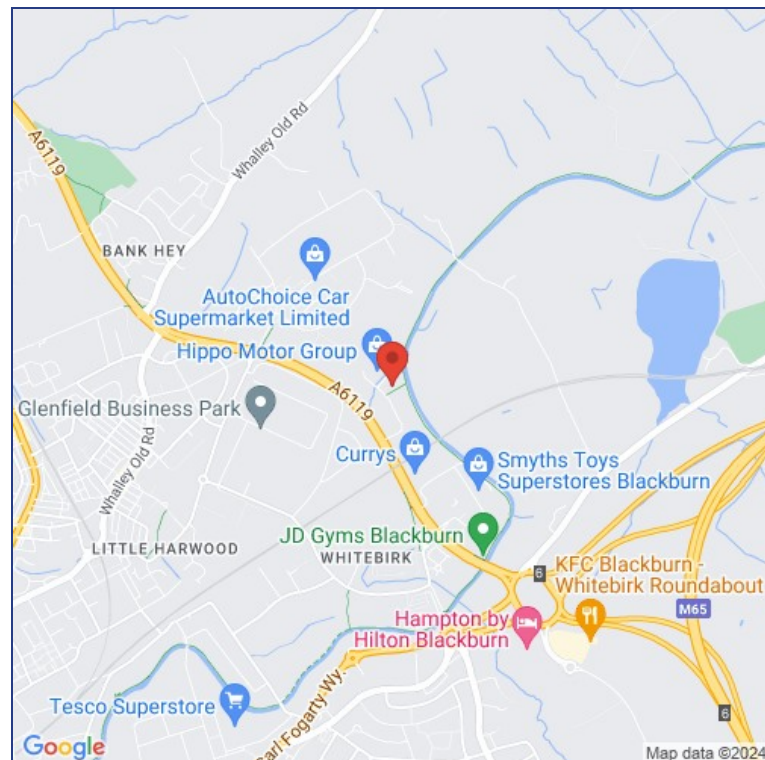 A6119
Whalley Old Rd
BANK HEY
AutoChoice Car
Supermarket Limited
Hippo Motor Group
A6119
Glenfield Business Park
Whalley Old Rd
Currys
Smyths Toys
Superstores Blackburn
JD Gyms Blackburn
LITTLE HARWOOD
WHITEBIRK
6
KFC Blackburn -
Whitebirk Roundabout
M65
Hampton by
Hilton Blackburn
Tesco Superstore
Carl Fogarty Wy.
6
Google
Map data ©2024